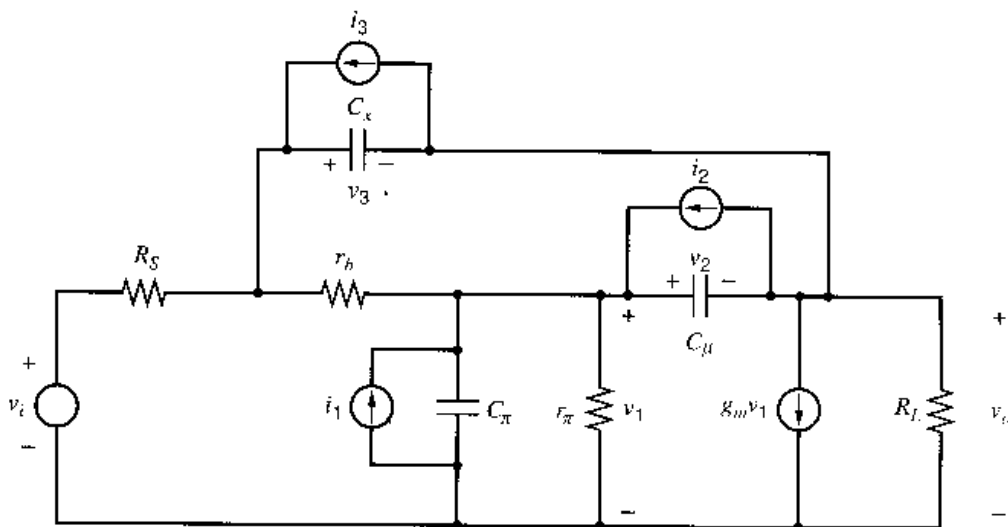 i3
Cx
+ −
v3
i2
RS
rb
v2
+ −
+
Cμ
+
vi
−
i1
Cπ
rπ
v1
gmv1
RL
+
−
−